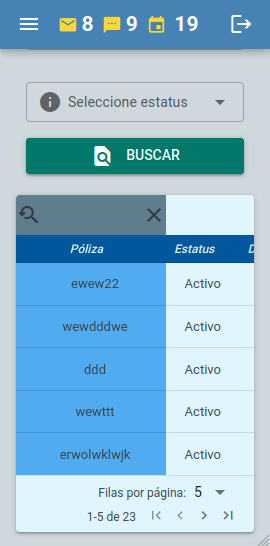 8 9 19
Seleccione estatus
BUSCAR
Póliza Estatus
ewew22 Activo
wewdddwe Activo
ddd Activo
wewttt Activo
erwolwklwjk Activo
Filas por página: 5
1-5 de 23